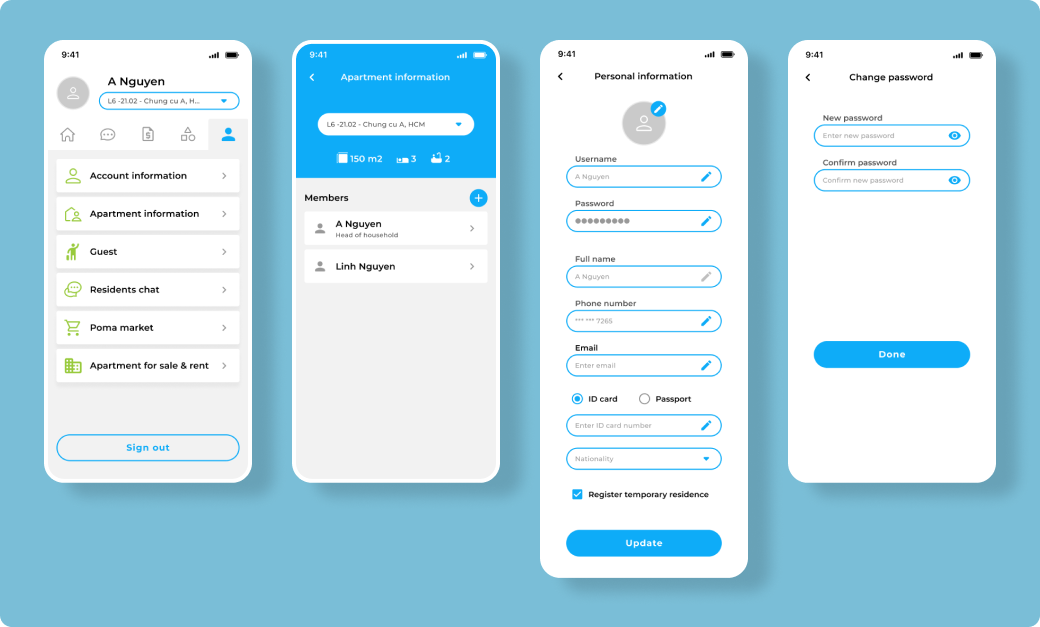 9:41
A Nguyen
L6 -21.02 - Chung cu A, H...
Account information
Apartment information
Guest
Residents chat
Poma market
Apartment for sale & rent
Sign out
9:41
Apartment information
L6 -21.02 - Chung cu A, HCM
150 m2 3 2
Members
A Nguyen
Head of household
Linh Nguyen
9:41
Personal information
Username
A Nguyen
Password
Full name
A Nguyen
Phone number
*** *** 7265
Email
Enter email
ID card Passport
Enter ID card number
Nationality
Register temporary residence
Update
9:41
Change password
New password
Enter new password
Confirm password
Confirm new password
Done